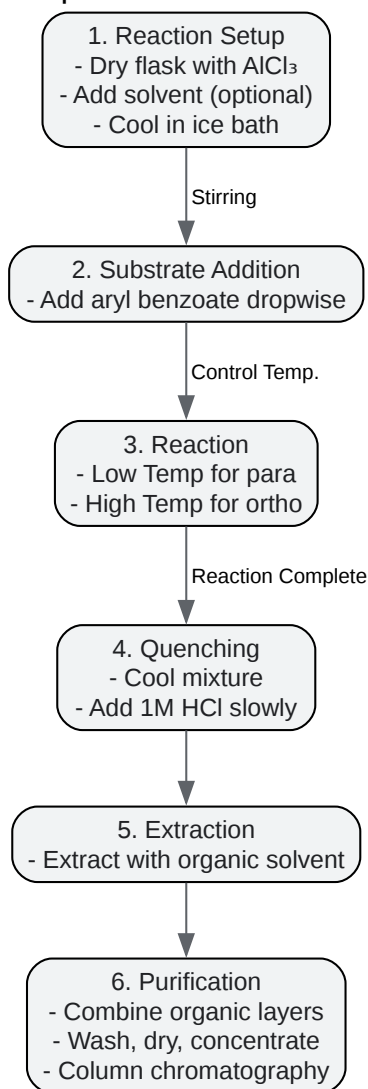 1. Reaction Setup
- Dry flask with AlCl₃
- Add solvent (optional)
- Cool in ice bath
Stirring
2. Substrate Addition
- Add aryl benzoate dropwise
Control Temp.
3. Reaction
- Low Temp for para
- High Temp for ortho
Reaction Complete
4. Quenching
- Cool mixture
- Add 1M HCl slowly
5. Extraction
- Extract with organic solvent
6. Purification
- Combine organic layers
- Wash, dry, concentrate
- Column chromatography